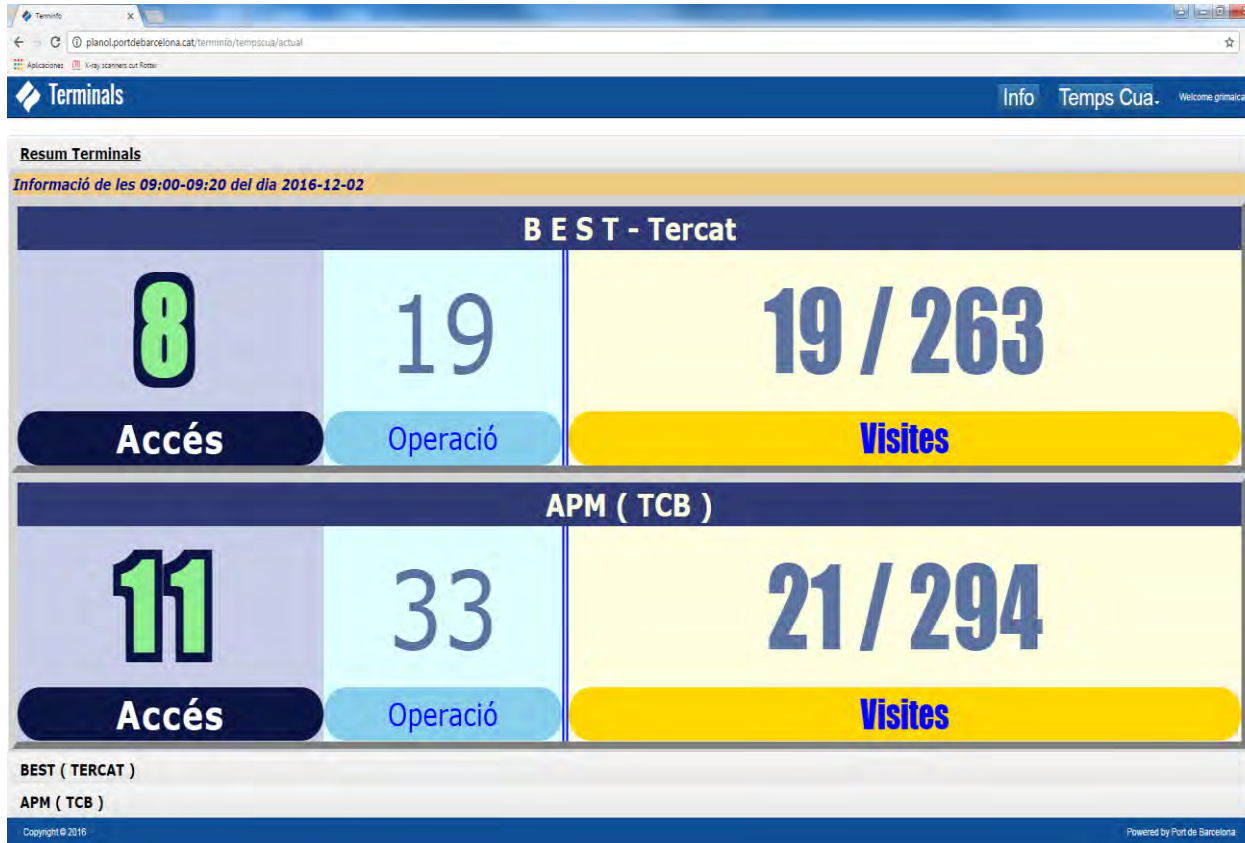 Terminfo
planol.portdebarcelona.cat/terminfo/tempscua/actual
Aplicaciones X-ray scanners cut Rotter
Terminals Info Temps Cua Welcome grimalca
Resum Terminals
Informació de les 09:00-09:20 del dia 2016-12-02
B E S T - Tercat
8 19 19 / 263
Accés Operació Visites
APM ( TCB )
11 33 21 / 294
Accés Operació Visites
BEST ( TERCAT )
APM ( TCB )
Copyright © 2016 Powered by Port de Barcelona